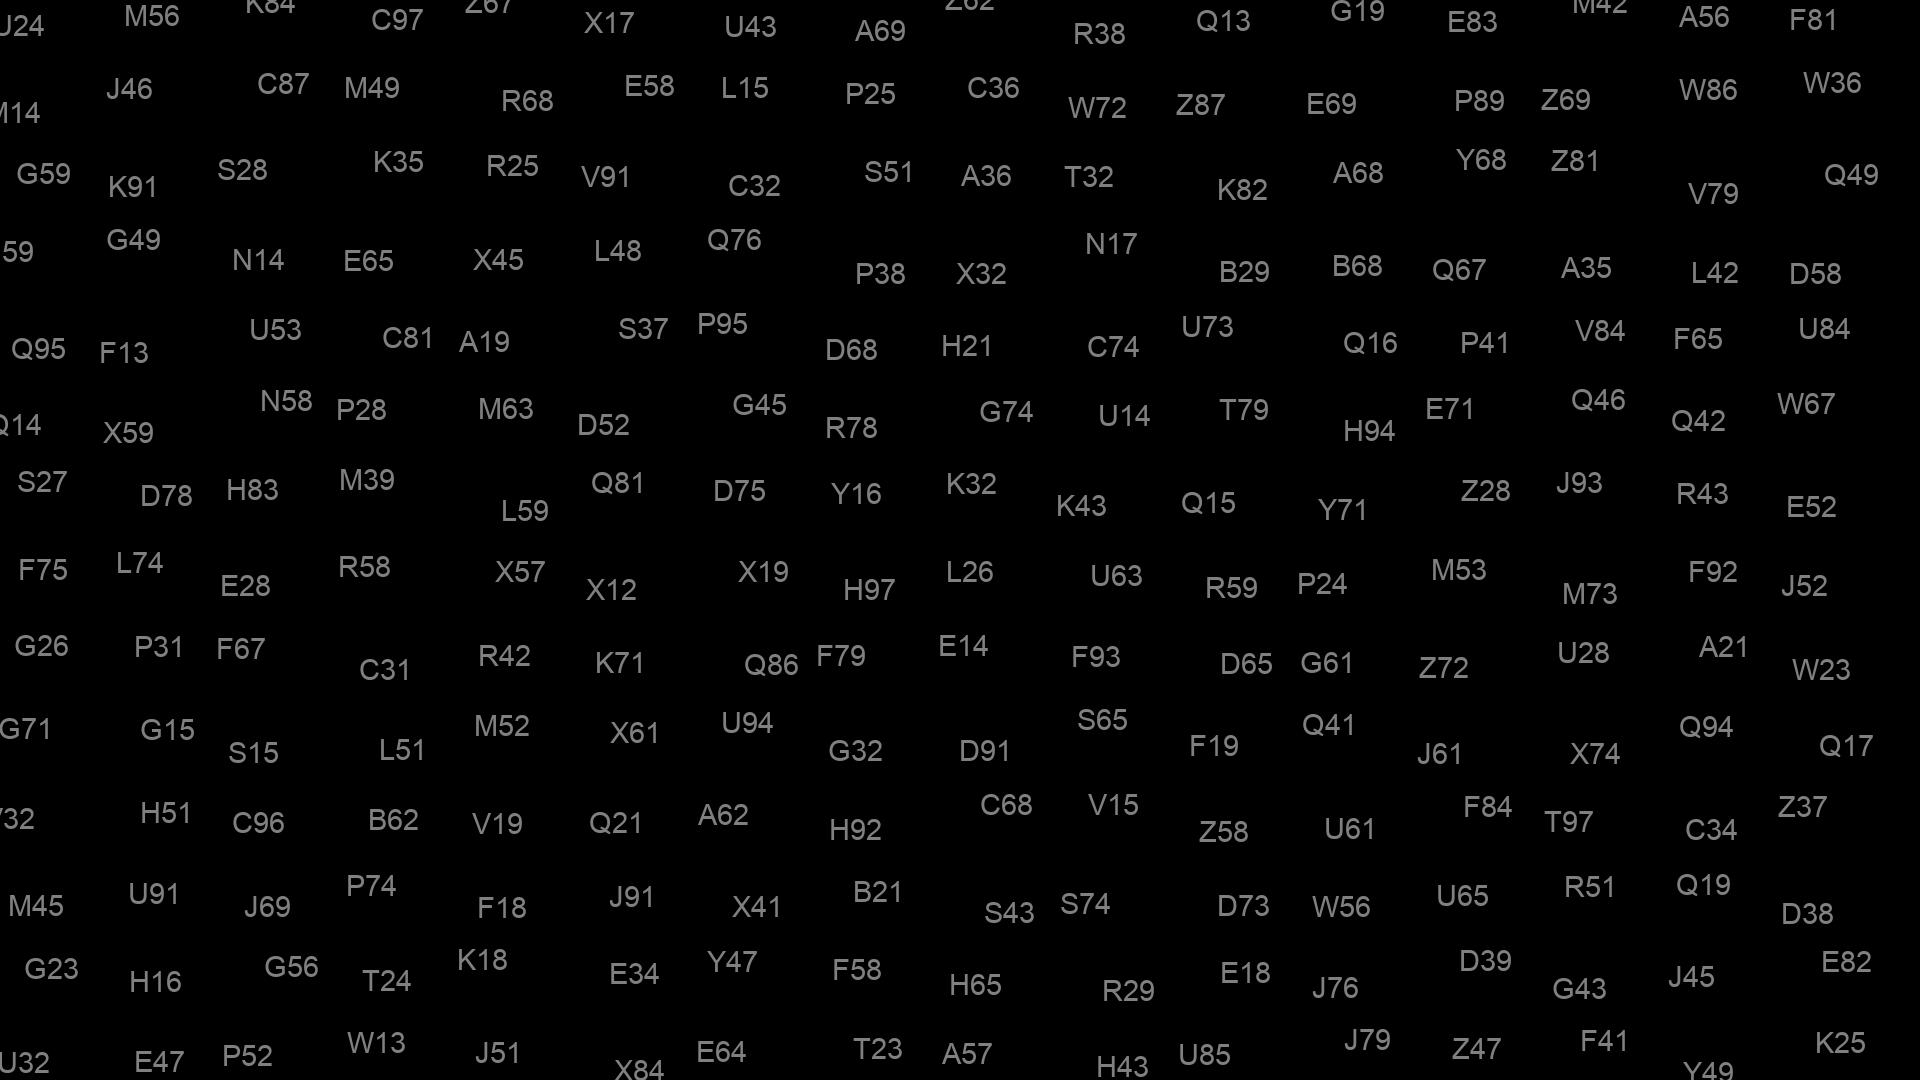 U24 M56 K84 C97 Z67 X17 U43 A69 Z62 R38 Q13 G19 E83 M42 A56 F81
M14 J46 C87 M49 R68 E58 L15 P25 C36 W72 Z87 E69 P89 Z69 W86 W36
G59 K91 S28 K35 R25 V91 C32 S51 A36 T32 K82 A68 Y68 Z81 V79 Q49
59 G49 N14 E65 X45 L48 Q76 P38 X32 N17 B29 B68 Q67 A35 L42 D58
Q95 F13 U53 C81 A19 S37 P95 D68 H21 C74 U73 Q16 P41 V84 F65 U84
Q14 X59 N58 P28 M63 D52 G45 R78 G74 U14 T79 H94 E71 Q46 Q42 W67
S27 D78 H83 M39 L59 Q81 D75 Y16 K32 K43 Q15 Y71 Z28 J93 R43 E52
F75 L74 E28 R58 X57 X12 X19 H97 L26 U63 R59 P24 M53 M73 F92 J52
G26 P31 F67 C31 R42 K71 Q86 F79 E14 F93 D65 G61 Z72 U28 A21 W23
G71 G15 S15 L51 M52 X61 U94 G32 D91 S65 F19 Q41 J61 X74 Q94 Q17
32 H51 C96 B62 V19 Q21 A62 H92 C68 V15 Z58 U61 F84 T97 C34 Z37
M45 U91 J69 P74 F18 J91 X41 B21 S43 S74 D73 W56 U65 R51 Q19 D38
G23 H16 G56 T24 K18 E34 Y47 F58 H65 R29 E18 J76 D39 G43 J45 E82
U32 E47 P52 W13 J51 X84 E64 T23 A57 H43 U85 J79 Z47 F41 Y49 K25